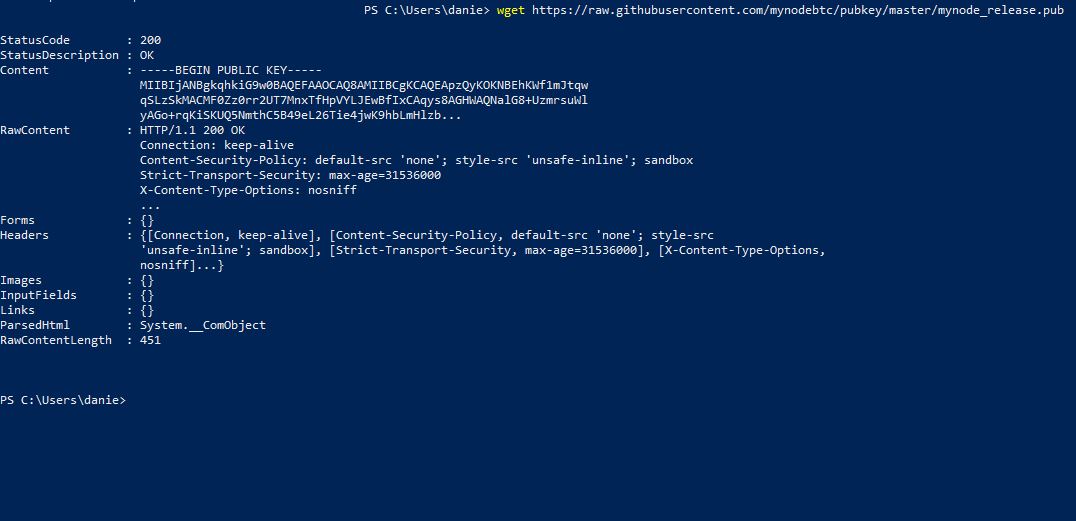 PS C:\Users\danie> wget https://raw.githubusercontent.com/mynodebtc/pubkey/master/mynode_release.pub
StatusCode : 200
StatusDescription : OK
Content : -----BEGIN PUBLIC KEY-----
MIIBIjANBgkqhkiG9w0BAQEFAAOCAQ8AMIIBCgKCAQEApzQyKOKNBEhKWf1mJtqw
qSLzSkMACMF0Zz0rr2UT7MnxTfHpVYLJEwBfIxCAqys8AGHWAQNalG8+UzmrsuWl
yAGo+rqKiSKUQ5NmthC5B49eL26Tie4jwK9hbLmHlzb...
RawContent : HTTP/1.1 200 OK
Connection: keep-alive
Content-Security-Policy: default-src 'none'; style-src 'unsafe-inline'; sandbox
Strict-Transport-Security: max-age=31536000
X-Content-Type-Options: nosniff
...
Forms : {}
Headers : {[Connection, keep-alive], [Content-Security-Policy, default-src 'none'; style-src
'unsafe-inline'; sandbox], [Strict-Transport-Security, max-age=31536000], [X-Content-Type-Options,
nosniff]...}
Images : {}
InputFields : {}
Links : {}
ParsedHtml : System.__ComObject
RawContentLength : 451
PS C:\Users\danie>